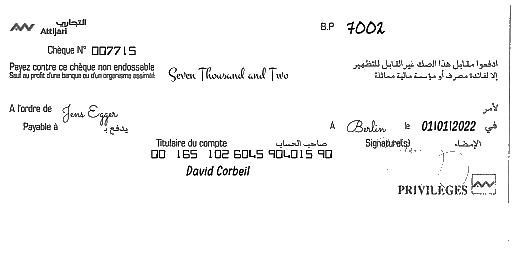 التجاري
Attijari
B.P 7002
Chèque N° 007715
Payez contre ce chèque non endossable
Sauf au profit d'une banque ou d'un organisme assimilé
Seven Thousand and Two
ادفعوا مقابل هذا الصك غير القابل للتظهير
إلا لفائدة مصرف أو مؤسسة مالية مماثلة
A l'ordre de Jens Egger لأمر
Payable à يدفع بـ A Berlin le 01/01/2022 في
Titulaire du compte صاحب الحساب Signature(s) الإمضاء
00 165 102 6045 904015 90
David Corbeil
PRIVILÈGES